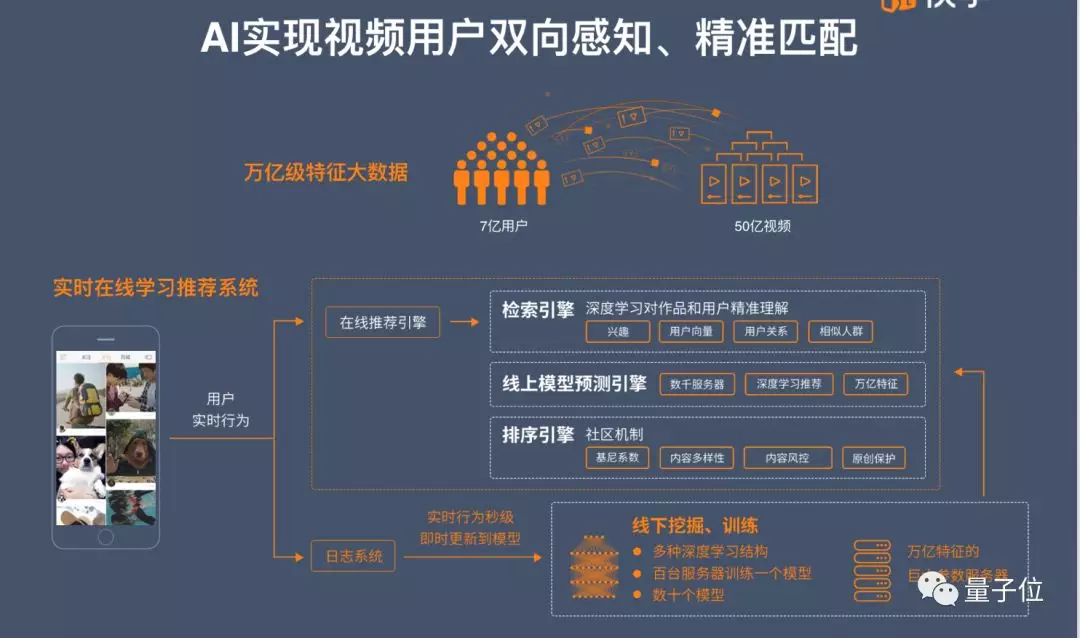 AI实现视频用户双向感知、精准匹配
万亿级特征大数据
7亿用户
50亿视频
实时在线学习推荐系统
用户
实时行为
在线推荐引擎
检索引擎 深度学习对作品和用户精准理解
兴趣 用户向量 用户关系 相似人群
线上模型预测引擎 数千服务器 深度学习推荐 万亿特征
排序引擎 社区机制
基尼系数 内容多样性 内容风控 原创保护
日志系统
实时行为秒级
即时更新到模型
线下挖掘、训练
多种深度学习结构
百台服务器训练一个模型
数十个模型
万亿特征的
参数服务器
量子位